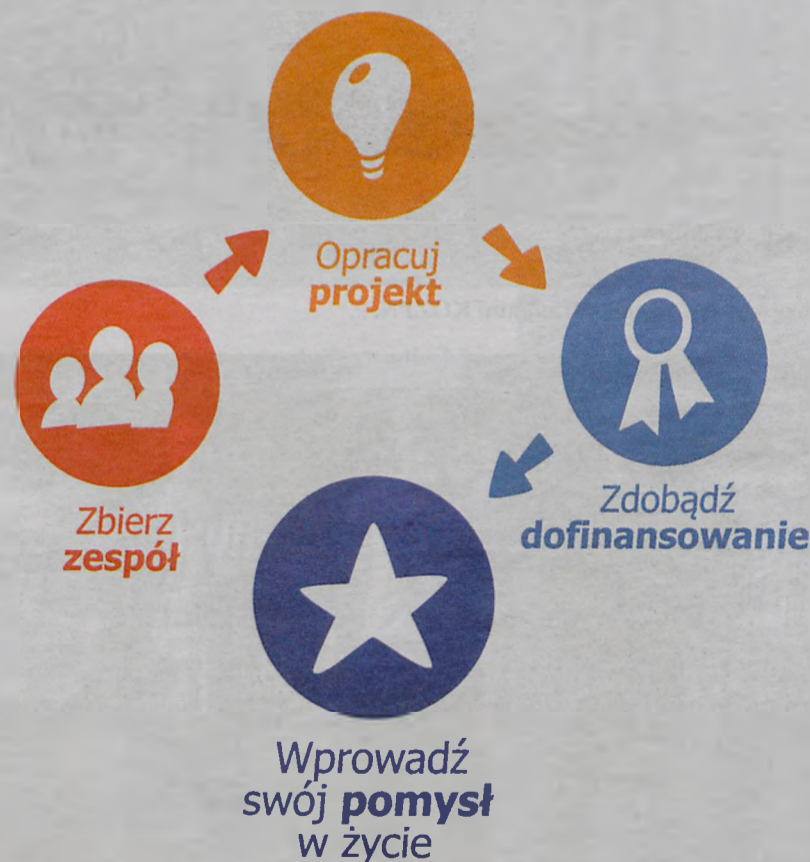 Opracuj
projekt
Zbierz
zespół
Zdobądź
dofinansowanie
Wprowadź
swój pomysł
w życie